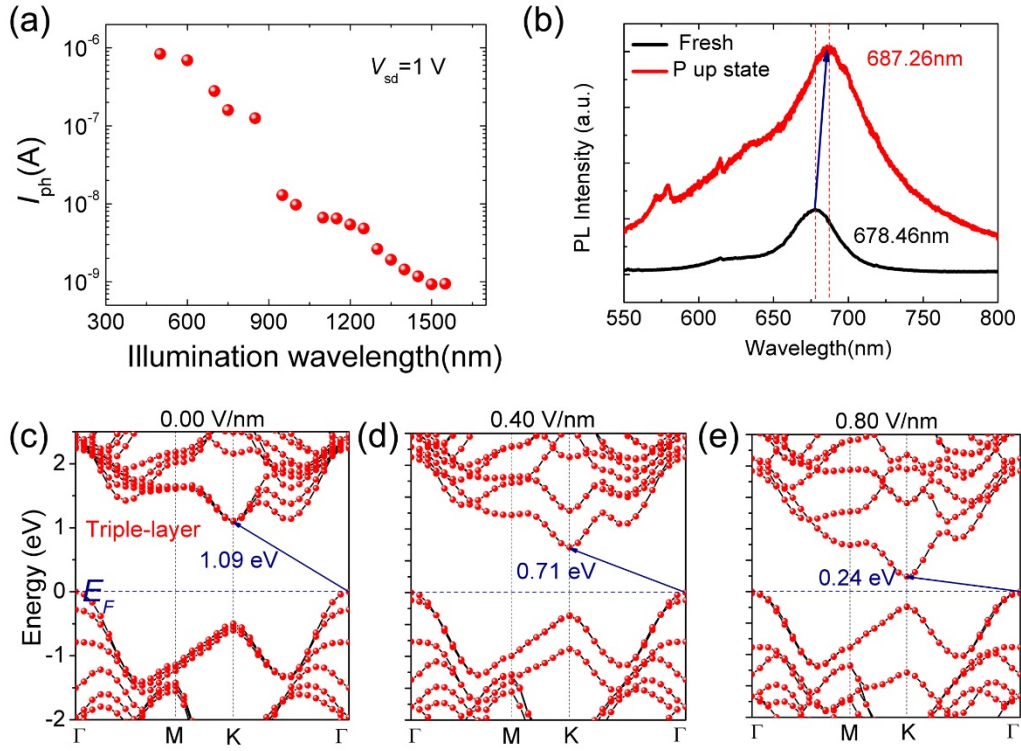 (a)
10^-6
10^-7
10^-8
10^-9
I_ph(A)
V_sd=1 V
300 600 900 1200 1500
Illumination wavelength(nm)
(b)
Fresh
P up state
687.26nm
678.46nm
PL Intensity (a.u.)
550 600 650 700 750 800
Wavelegth(nm)
(c)
0.00 V/nm
Energy (eV)
2
1
0
-1
-2
Triple-layer
1.09 eV
E_F
Γ M K Γ
(d)
0.40 V/nm
0.71 eV
Γ M K Γ
(e)
0.80 V/nm
0.24 eV
Γ M K Γ